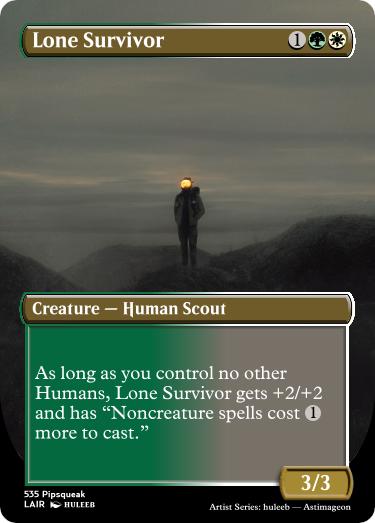 Lone Survivor 1
Creature — Human Scout
As long as you control no other
Humans, Lone Survivor gets +2/+2
and has “Noncreature spells cost 1
more to cast.”
3/3
535 Pipsqueak
LAIR HULEEB
Artist Series: huleeb — Astimageon